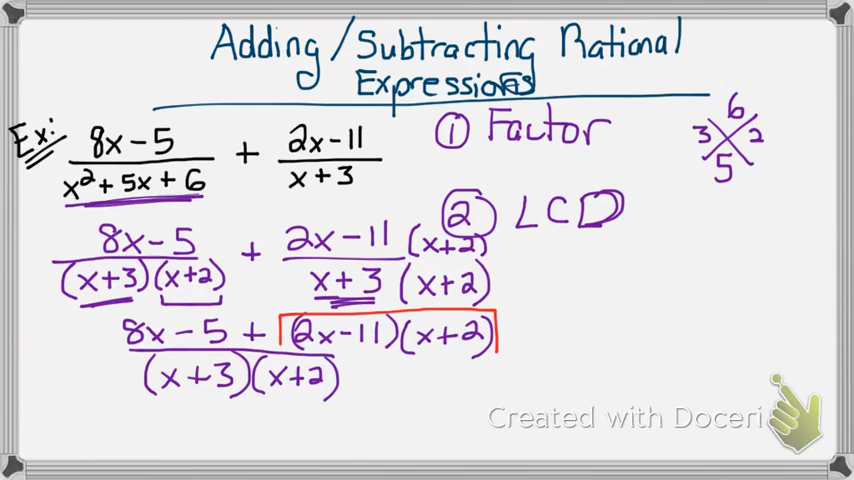 Adding/Subtracting Rational
Expressions
Ex: 8x-5 / x²+5x+6 + 2x-11 / x+3
① Factor
6
3 2
5
② LCD
8x-5 / (x+3)(x+2) + 2x-11 (x+2) / x+3 (x+2)
8x-5 + (2x-11)(x+2) / (x+3)(x+2)
Created with Doceri